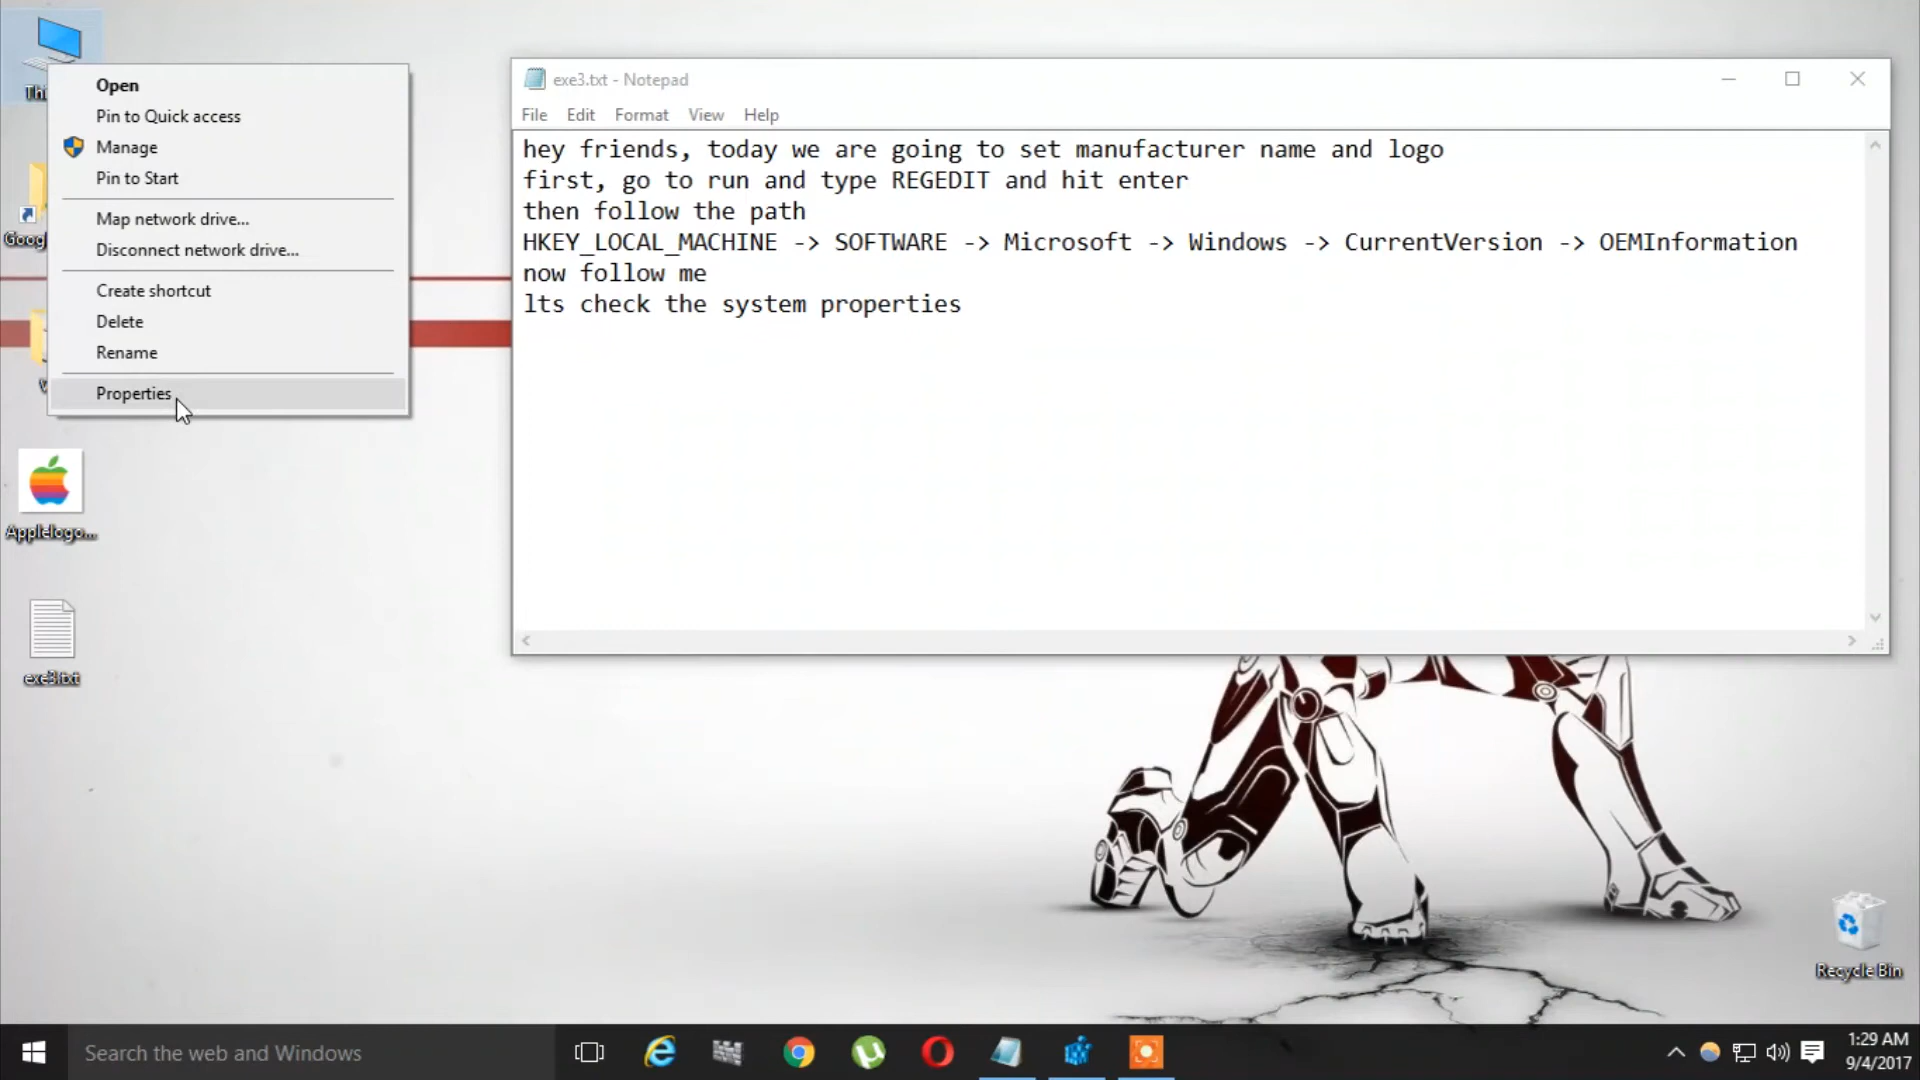 Open
Pin to Quick access
Manage
Pin to Start
Map network drive...
Disconnect network drive...
Create shortcut
Delete
Rename
Properties
Applelogo...
exe3.txt
exe3.txt - Notepad
File Edit Format View Help
hey friends, today we are going to set manufacturer name and logo
first, go to run and type REGEDIT and hit enter
then follow the path
HKEY_LOCAL_MACHINE -> SOFTWARE -> Microsoft -> Windows -> CurrentVersion -> OEMInformation
now follow me
lts check the system properties
Recycle Bin
Search the web and Windows
1:29 AM
9/4/2017